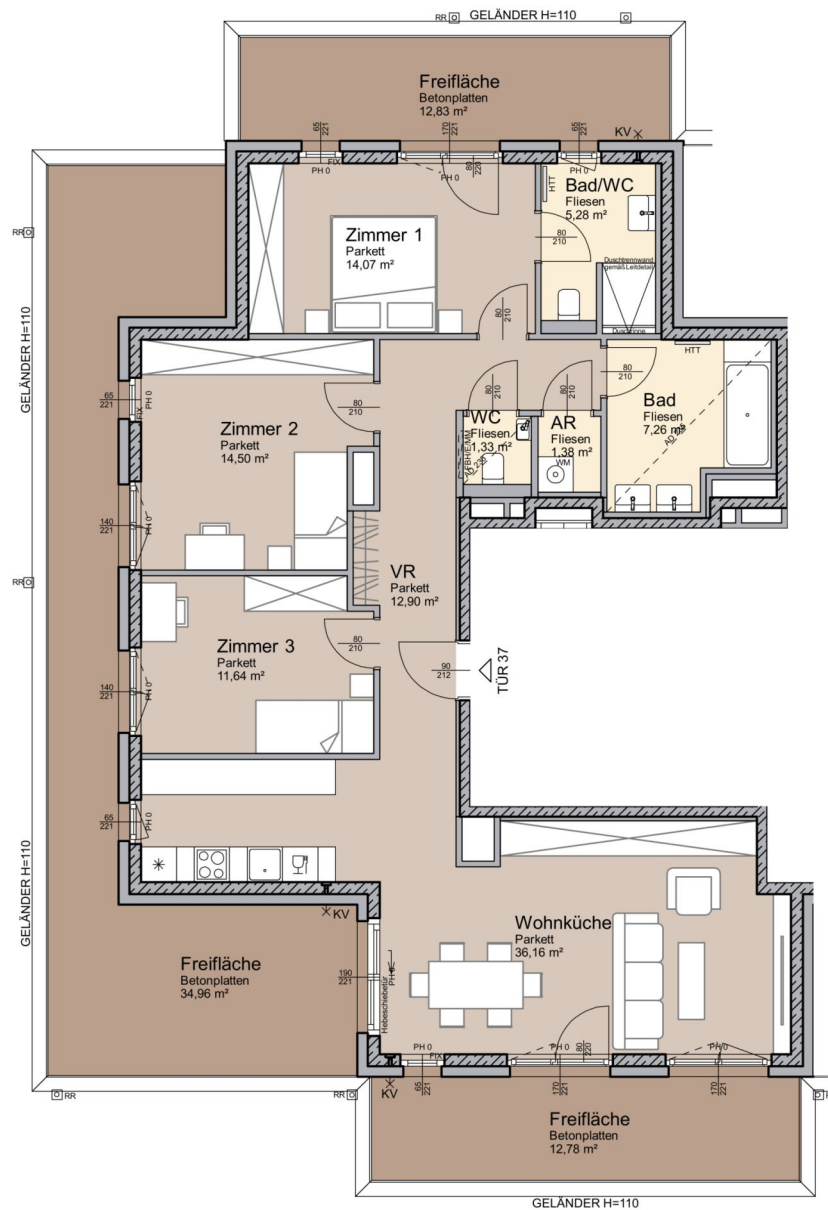 RR
GELÄNDER H=110
Freifläche
Betonplatten
12,83 m²
65
221
170
221
65
221
KV
FIX
PH 0
PH 0
80
220
PH 0
HTT
Bad/WC
Fliesen
5,28 m²
Zimmer 1
Parkett
14,07 m²
80
210
Duschtrennwand
gemäß Leitdetail
Duschrinne
RR
GELÄNDER H=110
80
210
65
221
PH 0
FIX
80
210
80
210
80
210
80
210
HTT
Bad
Fliesen
7,26 m²
Zimmer 2
Parkett
14,50 m²
WC
Fliesen
1,33 m²
AR
Fliesen
1,38 m²
WM
140
221
PH 0
RR
VR
Parkett
12,90 m²
Zimmer 3
Parkett
11,64 m²
80
210
90
212
TÜR 37
140
221
PH 0
65
221
PH 0
KV
GELÄNDER H=110
Wohnküche
Parkett
36,16 m²
Freifläche
Betonplatten
34,96 m²
190
221
Hebeschiebetür
PH 0
PH 0
FIX
PH 0
80
220
PH 0
65
221
170
221
170
221
KV
RR
RR
Freifläche
Betonplatten
12,78 m²
GELÄNDER H=110